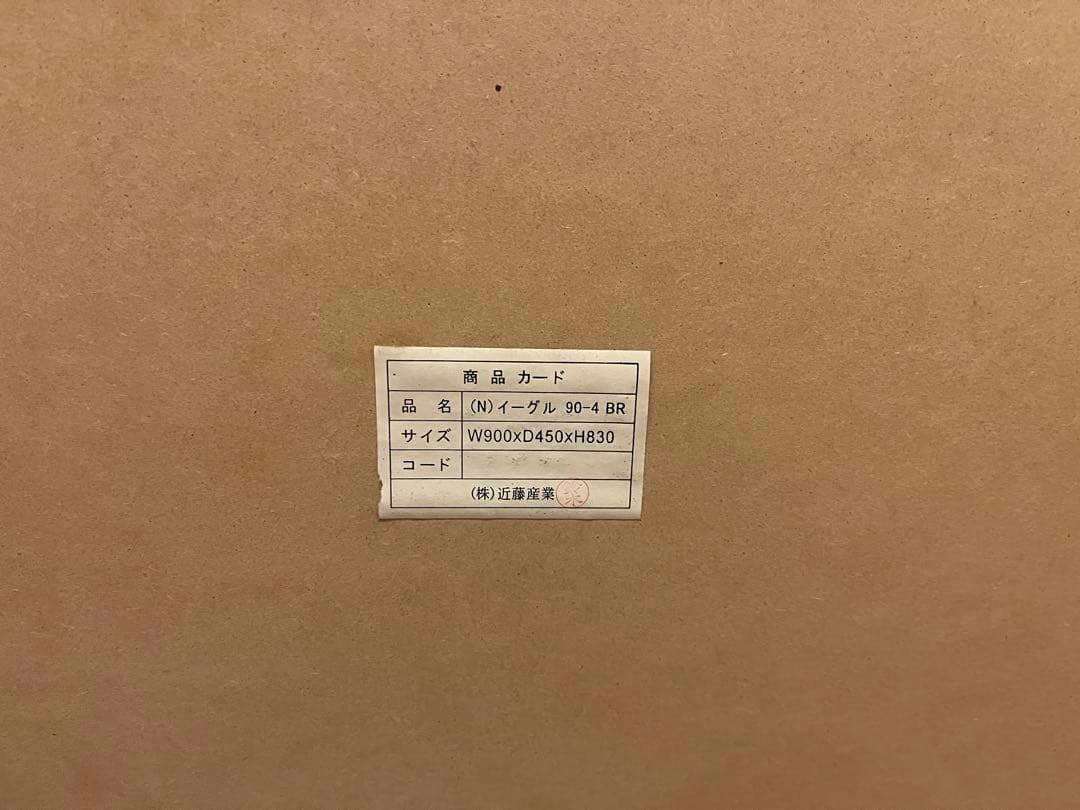 商品カード
品名 (N)イーグル 90-4 BR
サイズ W900xD450xH830
コード
(株)近藤産業